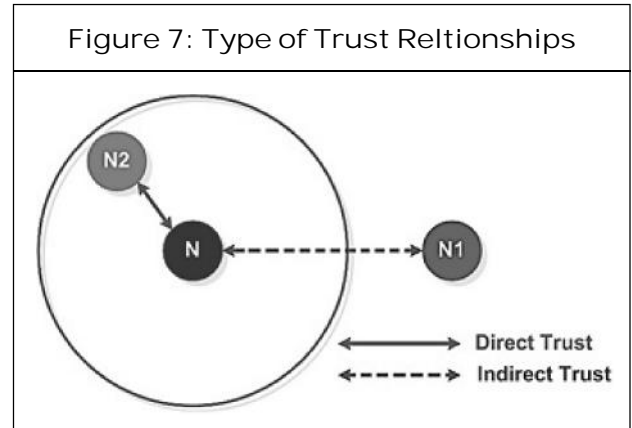 Figure 7: Type of Trust Reltionships
N2
N
N1
Direct Trust
Indirect Trust